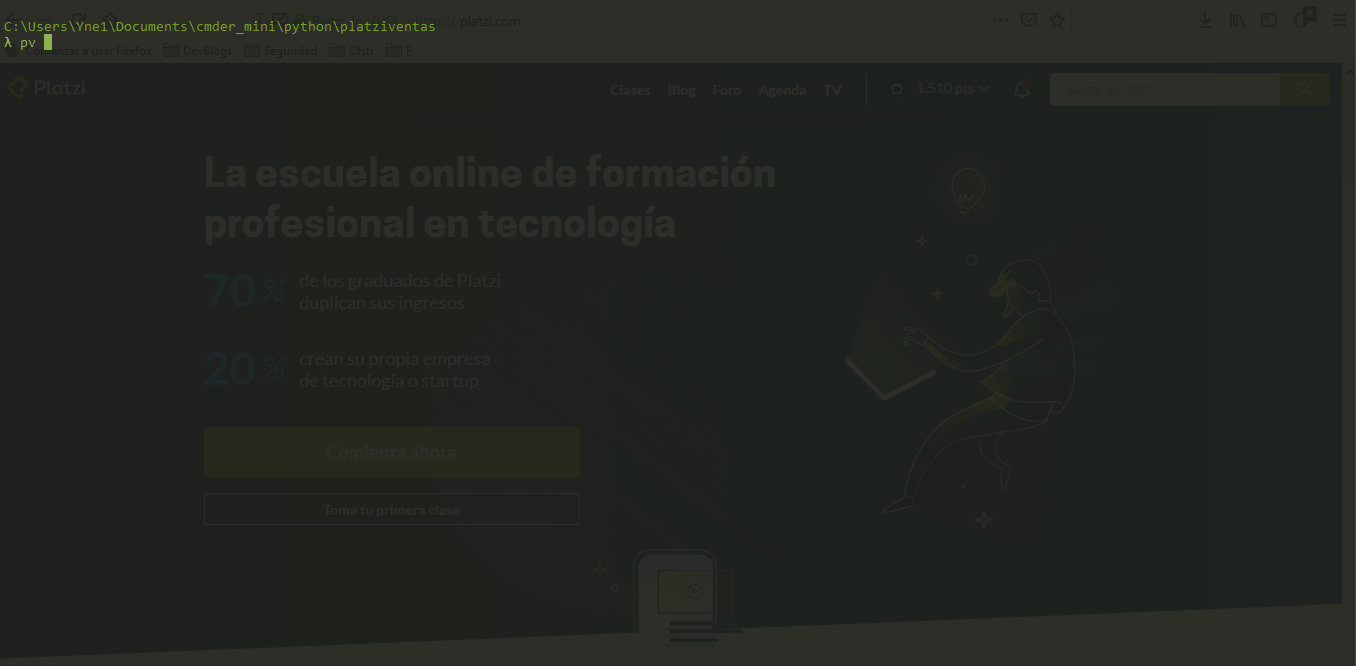 C:\Users\Yne1\Documents\cmder_mini\python\platziventas
λ pv
platzi.com
Comenzar a usar Firefox DevBlogs Seguridad Ctstr F
Platzi Clases Blog Foro Agenda TV 1.510 pts
La escuela online de formación
profesional en tecnología
70 % de los graduados de Platzi
duplican sus ingresos
20 % crean su propia empresa
de tecnología o startup
Comienza ahora
Toma tu primera clase